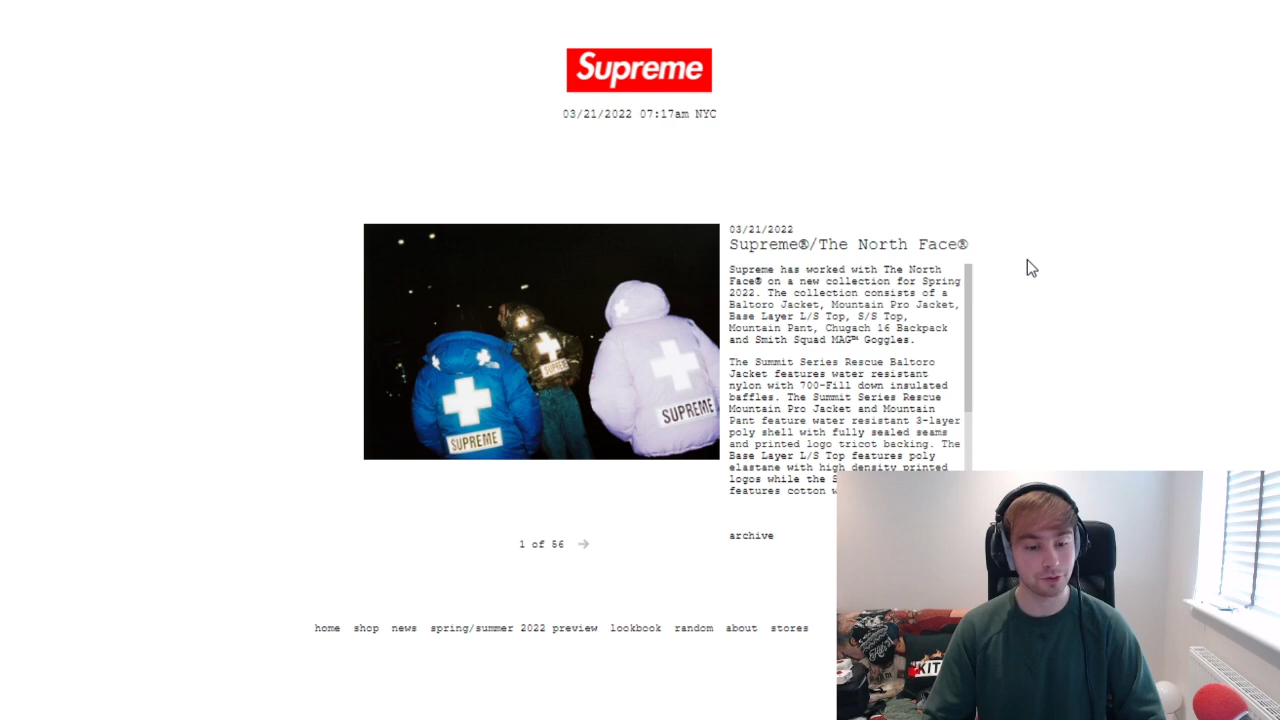 Supreme
03/21/2022 07:17am NYC
03/21/2022
Supreme®/The North Face®
Supreme has worked with The North
Face® on a new collection for Spring
2022. The collection consists of a
Baltoro Jacket, Mountain Pro Jacket,
Base Layer L/S Top, S/S Top,
Mountain Pant, Chugach 16 Backpack
and Smith Squad MAG™ Goggles.
The Summit Series Rescue Baltoro
Jacket features water resistant
nylon with 700-Fill down insulated
baffles. The Summit Series Rescue
Mountain Pro Jacket and Mountain
Pant feature water resistant 3-layer
poly shell with fully sealed seams
and printed logo tricot backing. The
Base Layer L/S Top features poly
elastane with high density printed
logos while the S
features cotton w
SUPREME
SUPREME
SUPREME
1 of 56
archive
home shop news spring/summer 2022 preview lookbook random about stores
KIT